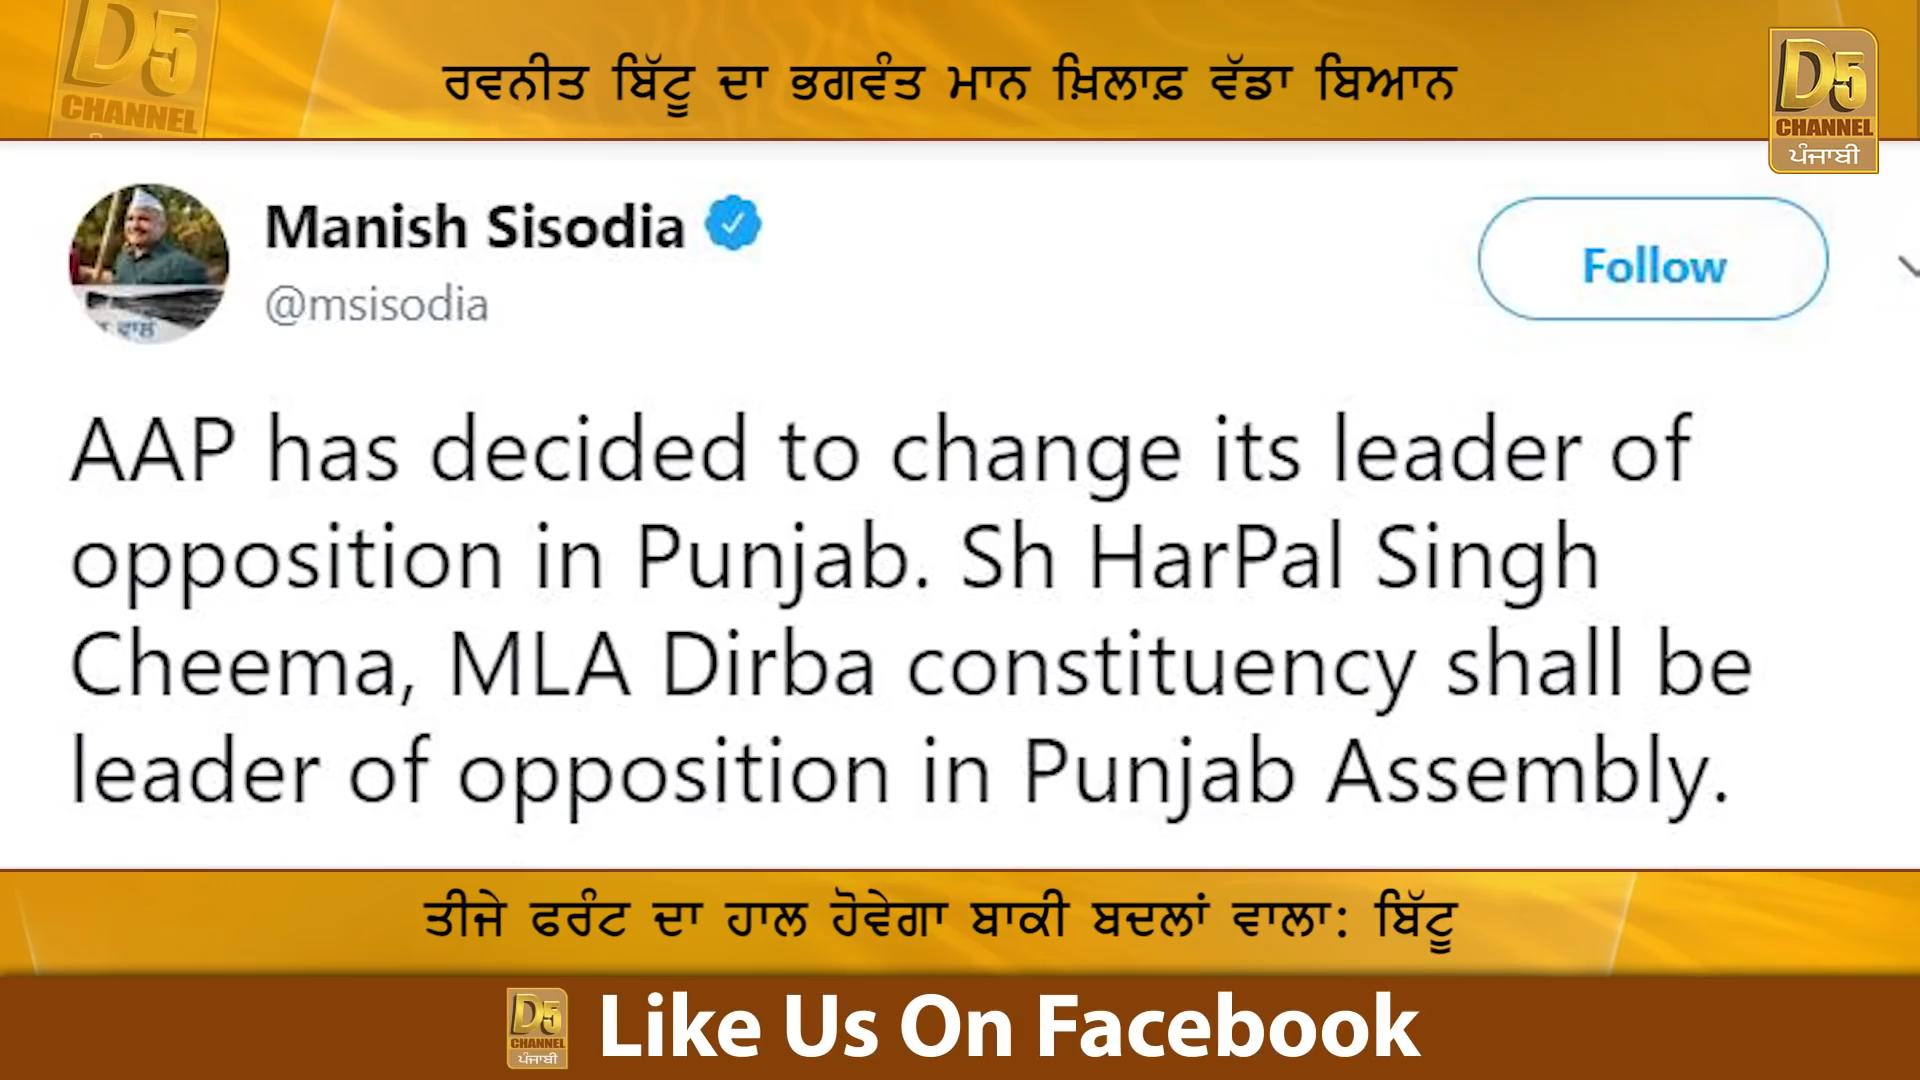 D5
CHANNEL
ਰਵਨੀਤ ਬਿੱਟੂ ਦਾ ਭਗਵੰਤ ਮਾਨ ਖ਼ਿਲਾਫ਼ ਵੱਡਾ ਬਿਆਨ
D5
CHANNEL
ਪੰਜਾਬੀ
Manish Sisodia
@msisodia
Follow
AAP has decided to change its leader of
opposition in Punjab. Sh HarPal Singh
Cheema, MLA Dirba constituency shall be
leader of opposition in Punjab Assembly.
ਤੀਜੇ ਫਰੰਟ ਦਾ ਹਾਲ ਹੋਵੇਗਾ ਬਾਕੀ ਬਦਲਾਂ ਵਾਲਾ: ਬਿੱਟੂ
D5
CHANNEL
ਪੰਜਾਬੀ
Like Us On Facebook